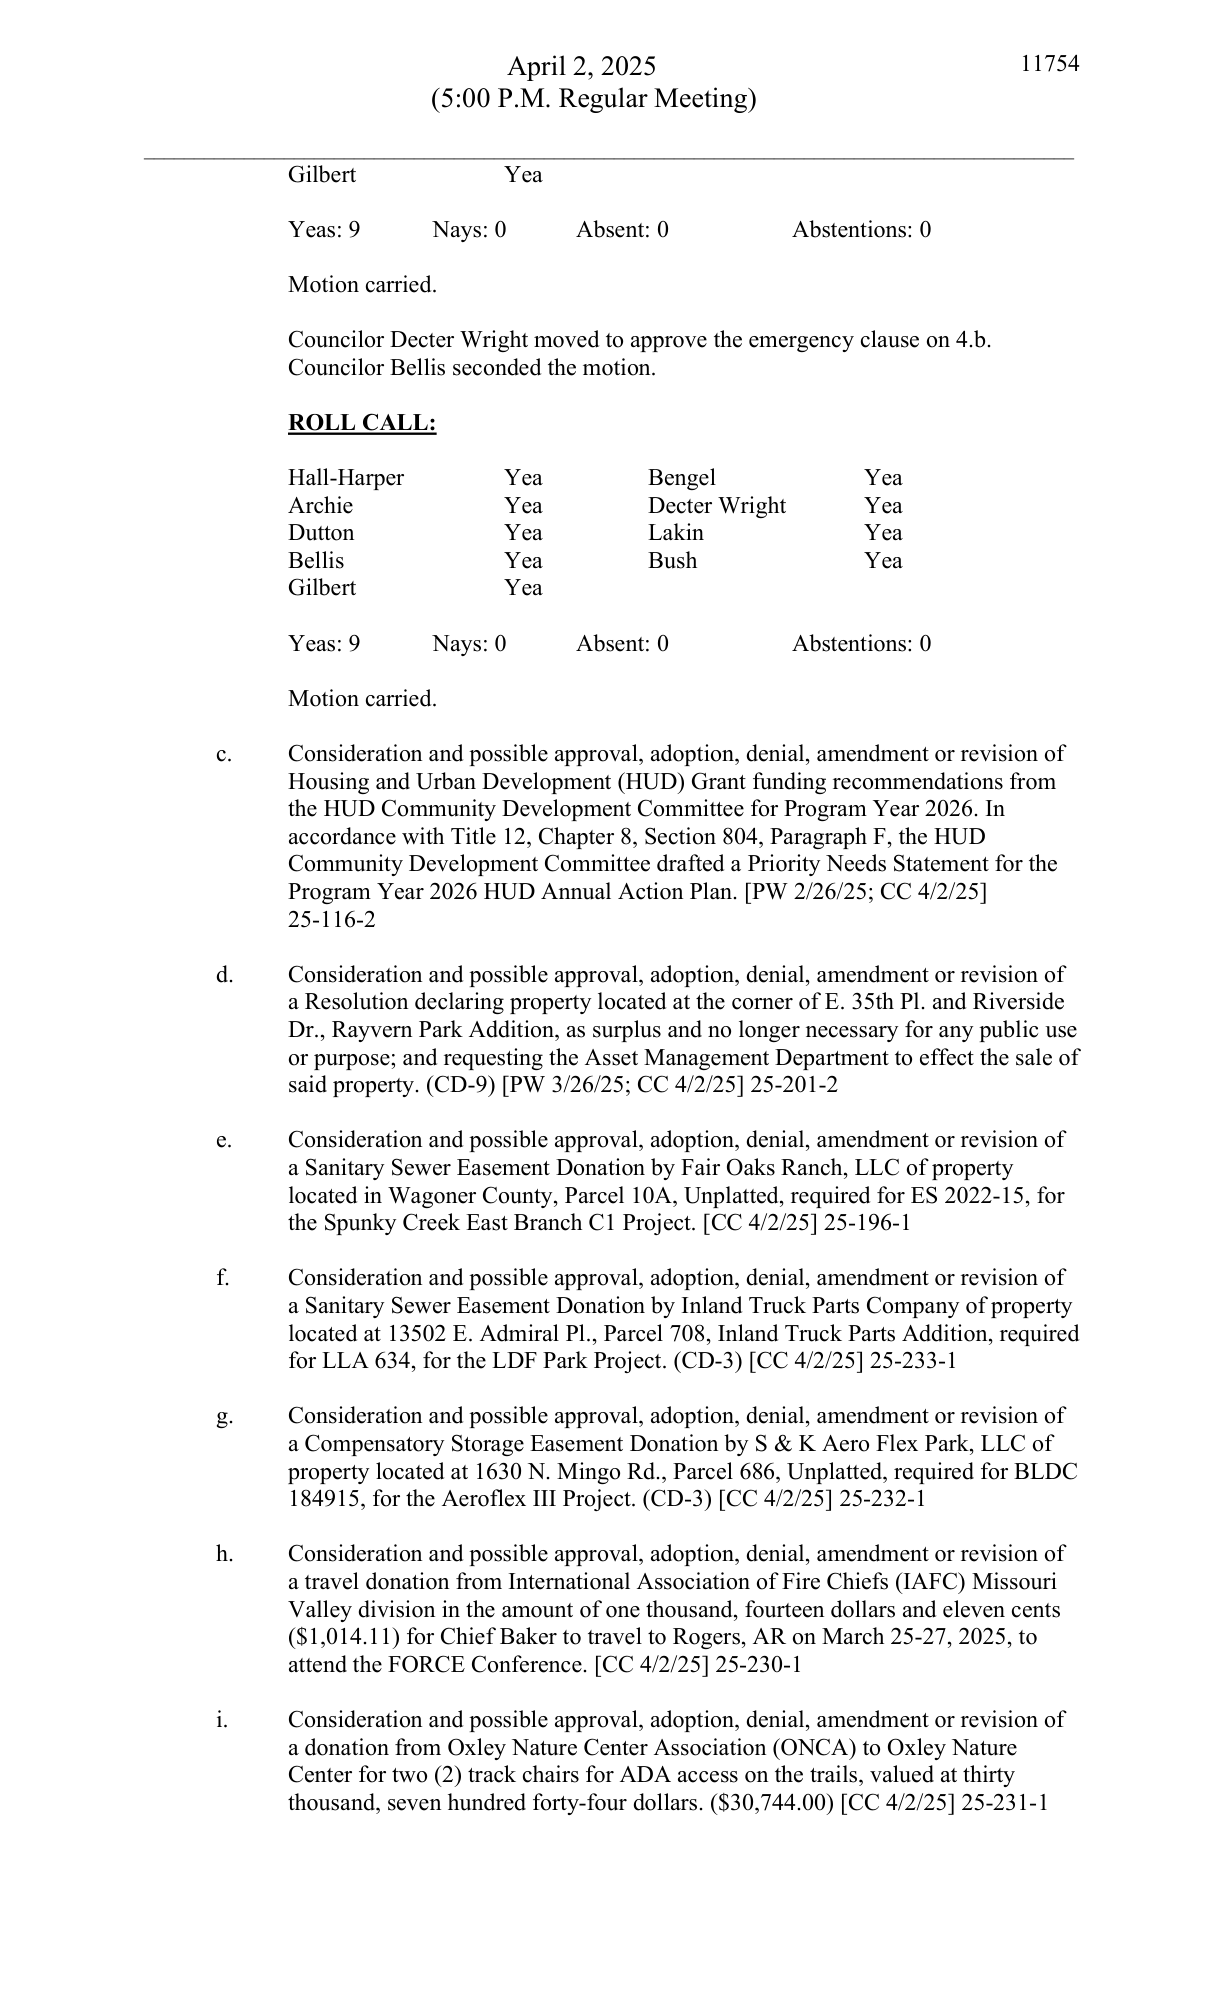 April 2, 2025
11754
(5:00 P.M. Regular Meeting)
Gilbert Yea
Yeas: 9 Nays: 0 Absent: 0 Abstentions: 0
Motion carried.
Councilor Decter Wright moved to approve the emergency clause on 4.b.
Councilor Bellis seconded the motion.
ROLL CALL:
Hall-Harper Yea Bengel Yea
Archie Yea Decter Wright Yea
Dutton Yea Lakin Yea
Bellis Yea Bush Yea
Gilbert Yea
Yeas: 9 Nays: 0 Absent: 0 Abstentions: 0
Motion carried.
c. Consideration and possible approval, adoption, denial, amendment or revision of
Housing and Urban Development (HUD) Grant funding recommendations from
the HUD Community Development Committee for Program Year 2026. In
accordance with Title 12, Chapter 8, Section 804, Paragraph F, the HUD
Community Development Committee drafted a Priority Needs Statement for the
Program Year 2026 HUD Annual Action Plan. [PW 2/26/25; CC 4/2/25]
25-116-2
d. Consideration and possible approval, adoption, denial, amendment or revision of
a Resolution declaring property located at the corner of E. 35th Pl. and Riverside
Dr., Rayvern Park Addition, as surplus and no longer necessary for any public use
or purpose; and requesting the Asset Management Department to effect the sale of
said property. (CD-9) [PW 3/26/25; CC 4/2/25] 25-201-2
e. Consideration and possible approval, adoption, denial, amendment or revision of
a Sanitary Sewer Easement Donation by Fair Oaks Ranch, LLC of property
located in Wagoner County, Parcel 10A, Unplatted, required for ES 2022-15, for
the Spunky Creek East Branch C1 Project. [CC 4/2/25] 25-196-1
f. Consideration and possible approval, adoption, denial, amendment or revision of
a Sanitary Sewer Easement Donation by Inland Truck Parts Company of property
located at 13502 E. Admiral Pl., Parcel 708, Inland Truck Parts Addition, required
for LLA 634, for the LDF Park Project. (CD-3) [CC 4/2/25] 25-233-1
g. Consideration and possible approval, adoption, denial, amendment or revision of
a Compensatory Storage Easement Donation by S & K Aero Flex Park, LLC of
property located at 1630 N. Mingo Rd., Parcel 686, Unplatted, required for BLDC
184915, for the Aeroflex III Project. (CD-3) [CC 4/2/25] 25-232-1
h. Consideration and possible approval, adoption, denial, amendment or revision of
a travel donation from International Association of Fire Chiefs (IAFC) Missouri
Valley division in the amount of one thousand, fourteen dollars and eleven cents
($1,014.11) for Chief Baker to travel to Rogers, AR on March 25-27, 2025, to
attend the FORCE Conference. [CC 4/2/25] 25-230-1
i. Consideration and possible approval, adoption, denial, amendment or revision of
a donation from Oxley Nature Center Association (ONCA) to Oxley Nature
Center for two (2) track chairs for ADA access on the trails, valued at thirty
thousand, seven hundred forty-four dollars. ($30,744.00) [CC 4/2/25] 25-231-1